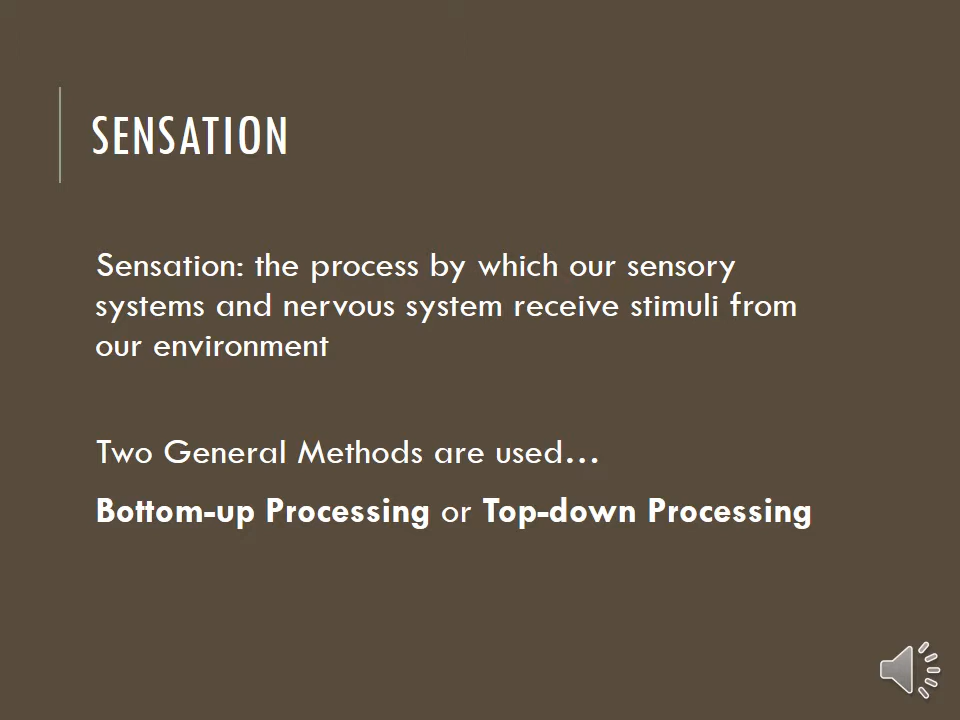 SENSATION
Sensation: the process by which our sensory
systems and nervous system receive stimuli from
our environment
Two General Methods are used…
Bottom-up Processing or Top-down Processing